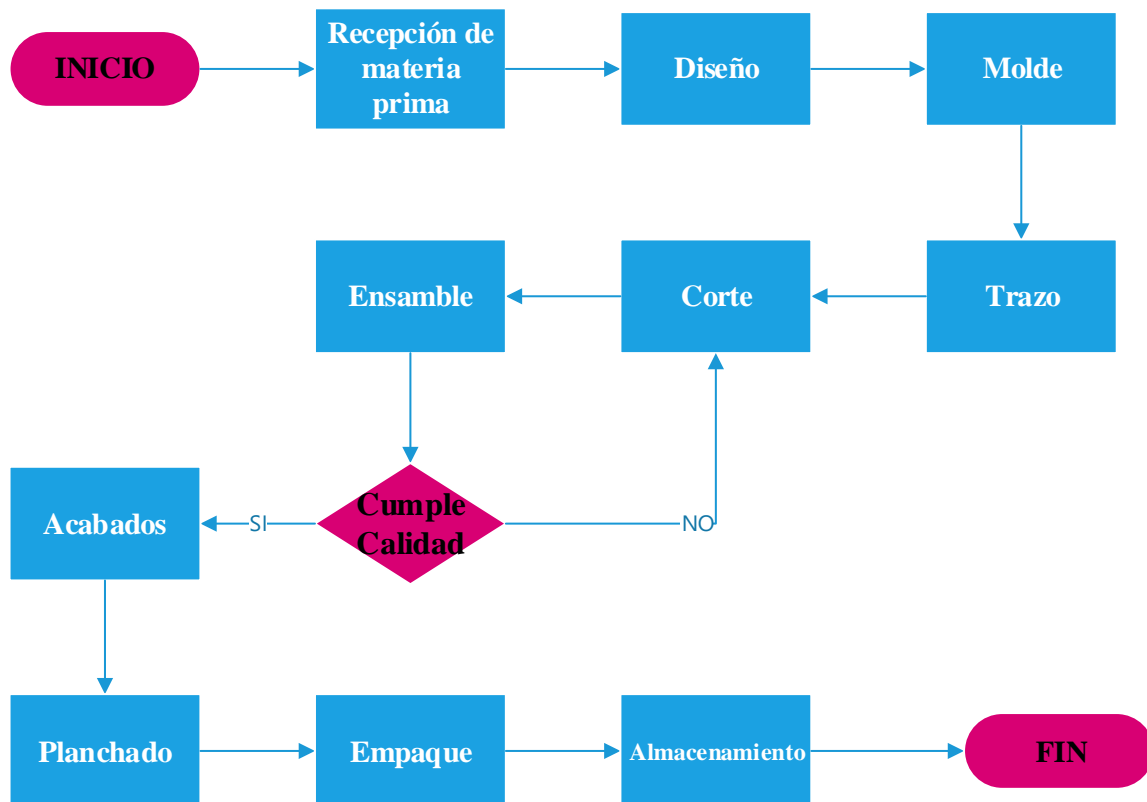 INICIO
Recepción de
materia
prima
Diseño
Molde
Trazo
Corte
Ensamble
Cumple
Calidad
NO
SI
Acabados
Planchado
Empaque
Almacenamiento
FIN